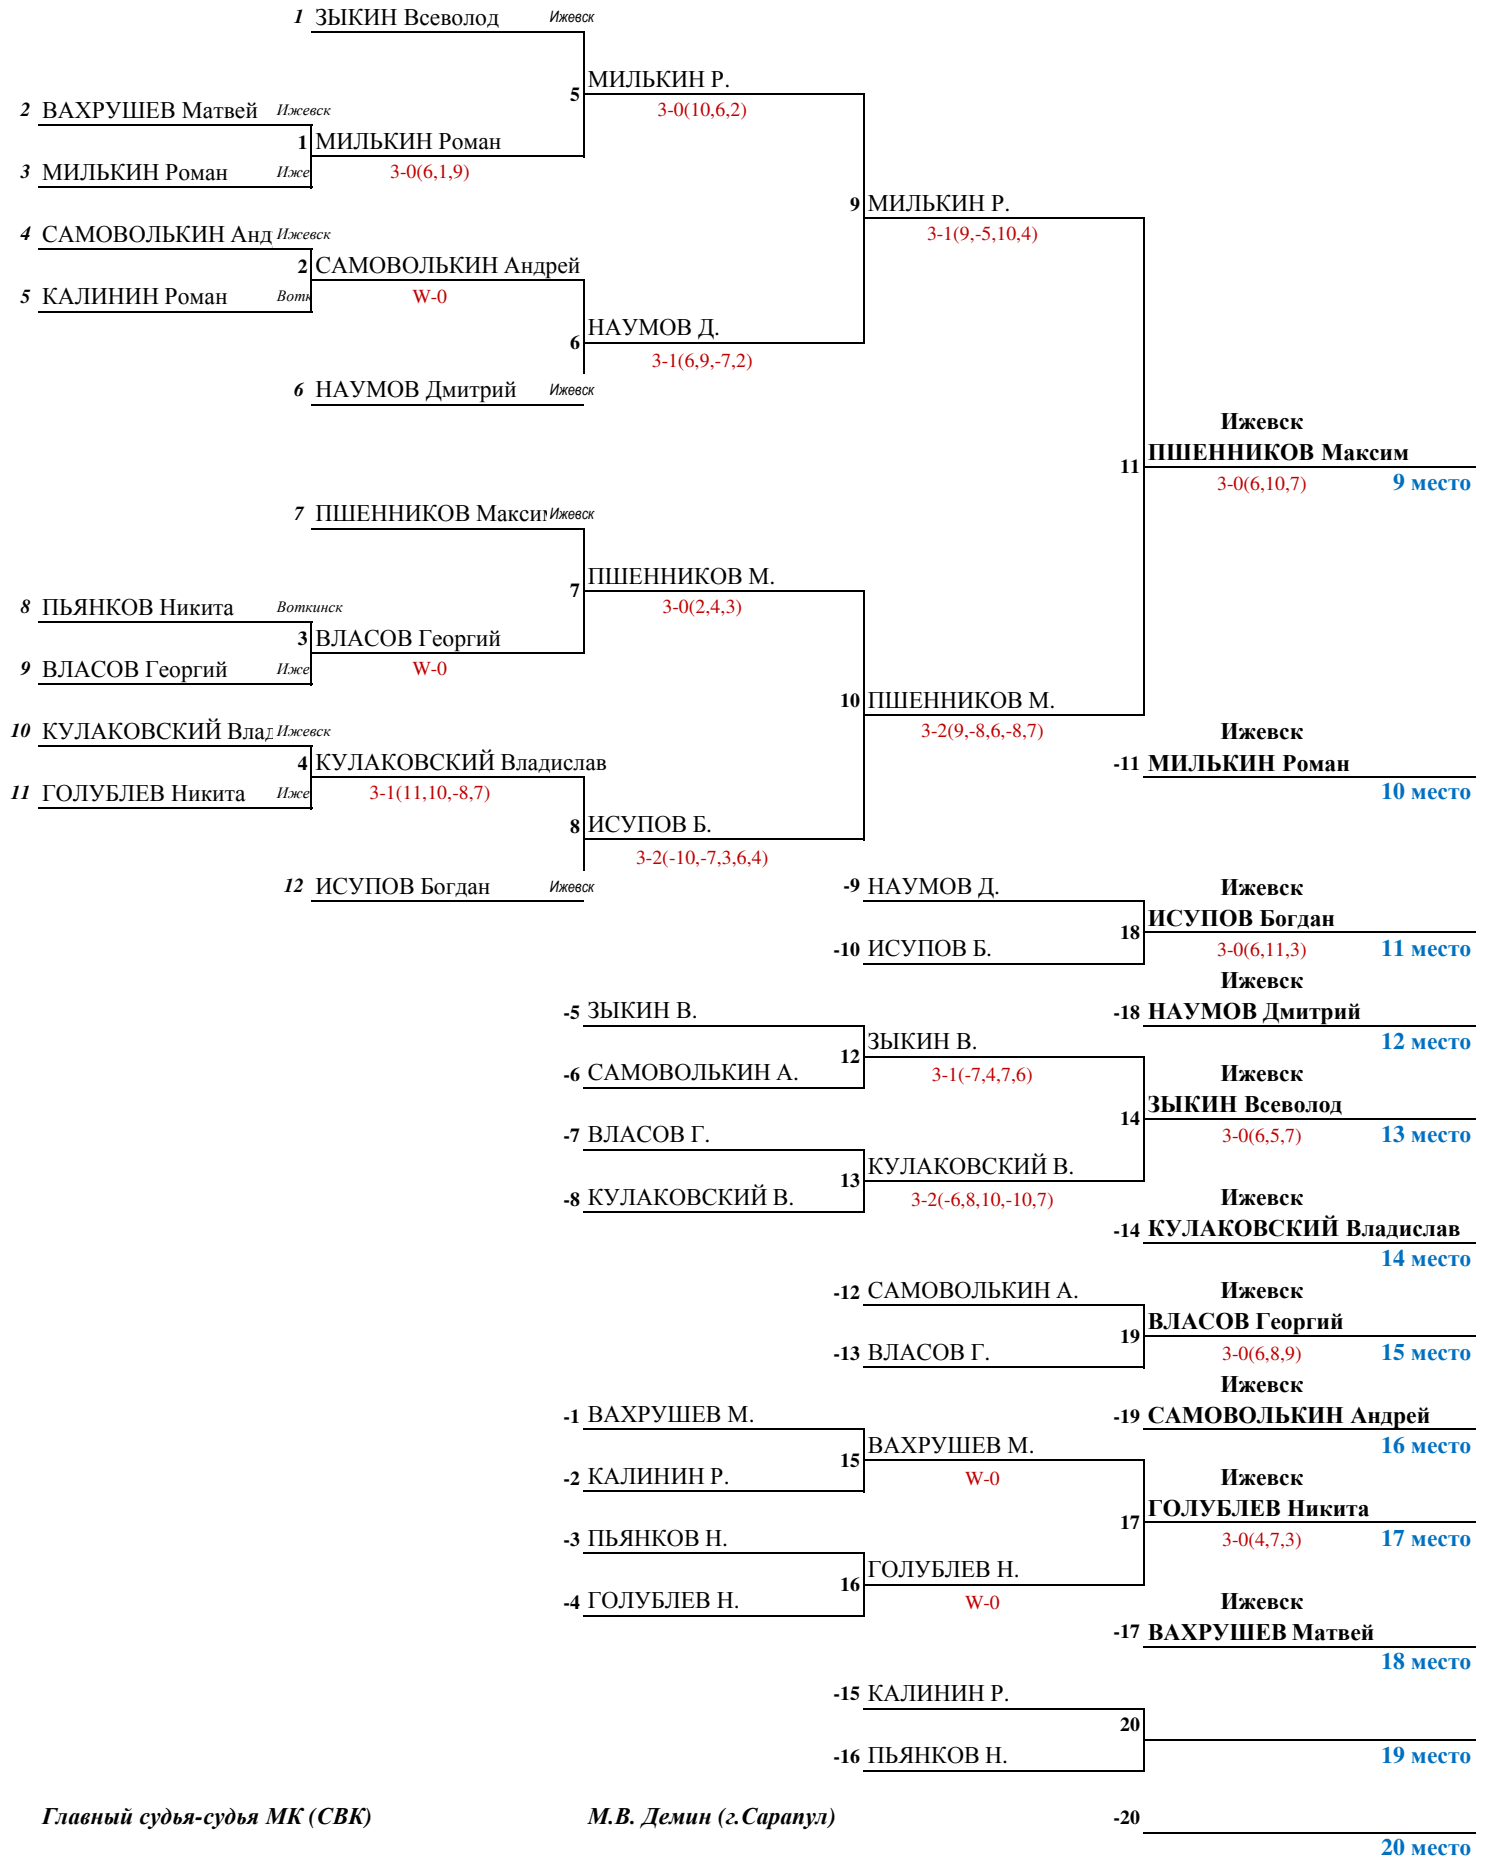 1 ЗЫКИН Всеволод Ижевск
5 МИЛЬКИН Р.
2 ВАХРУШЕВ Матвей Ижевск 3-0(10,6,2)
1 МИЛЬКИН Роман
3 МИЛЬКИН Роман Иже 3-0(6,1,9)
9 МИЛЬКИН Р.
4 САМОВОЛЬКИН Анд Ижевск 3-1(9,-5,10,4)
2 САМОВОЛЬКИН Андрей
5 КАЛИНИН Роман Вотк W-0
6 НАУМОВ Д.
3-1(6,9,-7,2)
6 НАУМОВ Дмитрий Ижевск
Ижевск
11 ПШЕННИКОВ Максим
3-0(6,10,7) 9 место
7 ПШЕННИКОВ Макси Ижевск
7 ПШЕННИКОВ М.
8 ПЬЯНКОВ Никита Воткинск 3-0(2,4,3)
3 ВЛАСОВ Георгий
9 ВЛАСОВ Георгий Иже W-0
10 ПШЕННИКОВ М.
10 КУЛАКОВСКИЙ Влад Ижевск 3-2(9,-8,6,-8,7) Ижевск
4 КУЛАКОВСКИЙ Владислав -11 МИЛЬКИН Роман
11 ГОЛУБЛЕВ Никита Иже 3-1(11,10,-8,7) 10 место
8 ИСУПОВ Б.
3-2(-10,-7,3,6,4)
12 ИСУПОВ Богдан Ижевск -9 НАУМОВ Д. Ижевск
18 ИСУПОВ Богдан
-10 ИСУПОВ Б. 3-0(6,11,3) 11 место
Ижевск
-5 ЗЫКИН В. -18 НАУМОВ Дмитрий
12 ЗЫКИН В. 12 место
-6 САМОВОЛЬКИН А. 3-1(-7,4,7,6) Ижевск
14 ЗЫКИН Всеволод
-7 ВЛАСОВ Г. 3-0(6,5,7) 13 место
13 КУЛАКОВСКИЙ В.
-8 КУЛАКОВСКИЙ В. 3-2(-6,8,10,-10,7) Ижевск
-14 КУЛАКОВСКИЙ Владислав
14 место
-12 САМОВОЛЬКИН А. Ижевск
19 ВЛАСОВ Георгий
-13 ВЛАСОВ Г. 3-0(6,8,9) 15 место
Ижевск
-1 ВАХРУШЕВ М. -19 САМОВОЛЬКИН Андрей
15 ВАХРУШЕВ М. 16 место
-2 КАЛИНИН Р. W-0 Ижевск
17 ГОЛУБЛЕВ Никита
-3 ПЬЯНКОВ Н. 3-0(4,7,3) 17 место
16 ГОЛУБЛЕВ Н.
-4 ГОЛУБЛЕВ Н. W-0 Ижевск
-17 ВАХРУШЕВ Матвей
18 место
-15 КАЛИНИН Р.
20
-16 ПЬЯНКОВ Н. 19 место
Главный судья-судья МК (СВК) М.В. Демин (г.Сарапул) -20
20 место